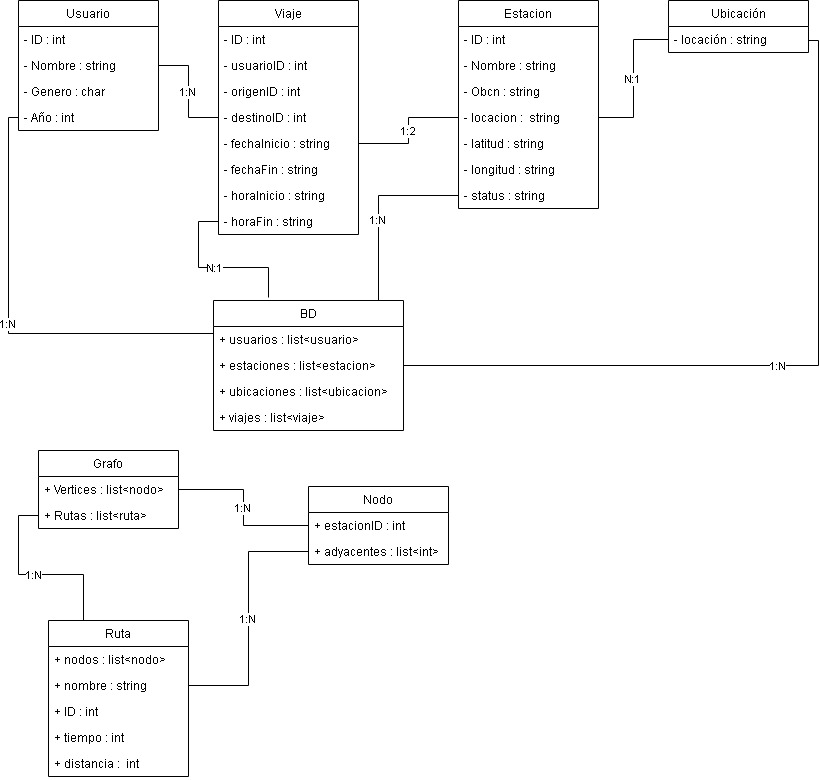 Usuario
- ID : int
- Nombre : string
- Genero : char
- Año : int
Viaje
- ID : int
- usuarioID : int
- origenID : int
- destinoID : int
- fechaInicio : string
- fechaFin : string
- horaInicio : string
- horaFin : string
Estacion
- ID : int
- Nombre : string
- Obcn : string
- locacion : string
- latitud : string
- longitud : string
- status : string
Ubicación
- locación : string
1:N
1:2
N:1
1:N
N:1
1:N
1:N
BD
+ usuarios : list<usuario>
+ estaciones : list<estacion>
+ ubicaciones : list<ubicacion>
+ viajes : list<viaje>
Grafo
+ Vertices : list<nodo>
+ Rutas : list<ruta>
1:N
Nodo
+ estacionID : int
+ adyacentes : list<int>
1:N
1:N
Ruta
+ nodos : list<nodo>
+ nombre : string
+ ID : int
+ tiempo : int
+ distancia : int